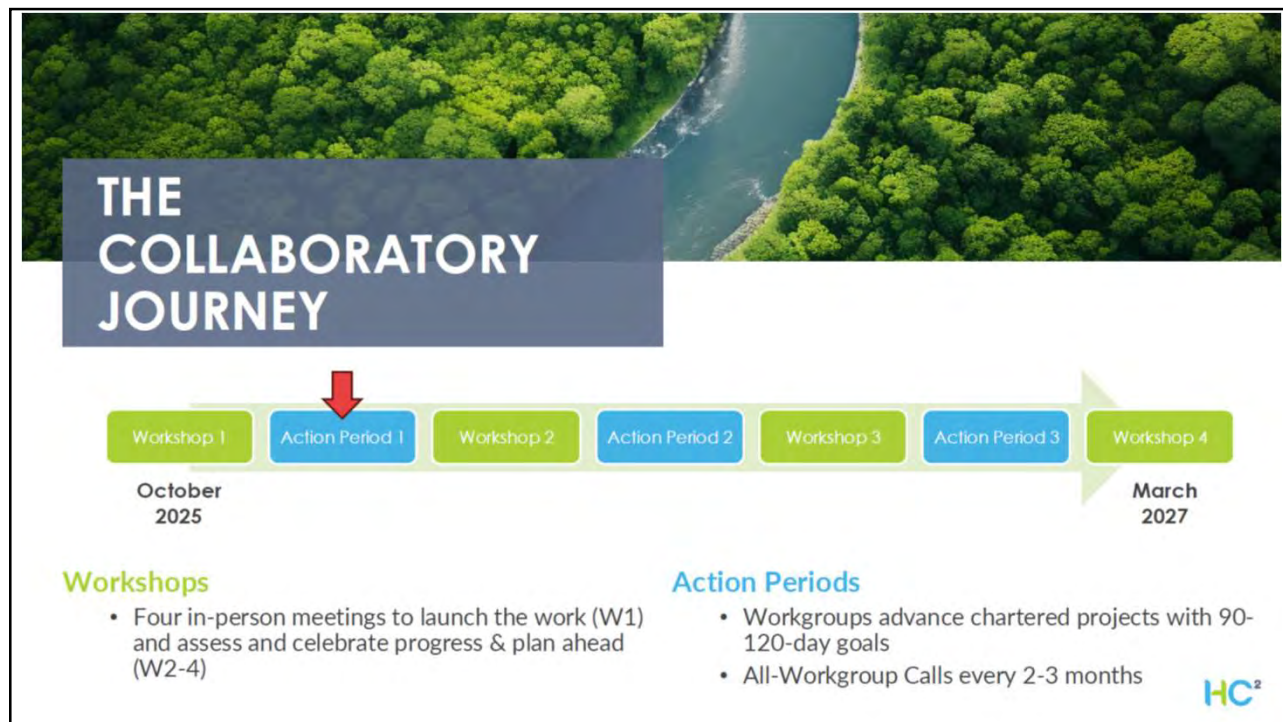 THE
COLLABORATORY
JOURNEY
Workshop 1
Action Period 1
Workshop 2
Action Period 2
Workshop 3
Action Period 3
Workshop 4
October
2025
March
2027
Workshops
• Four in-person meetings to launch the work (W1)
and assess and celebrate progress & plan ahead
(W2-4)
Action Periods
• Workgroups advance chartered projects with 90-
120-day goals
• All-Workgroup Calls every 2-3 months
HC²